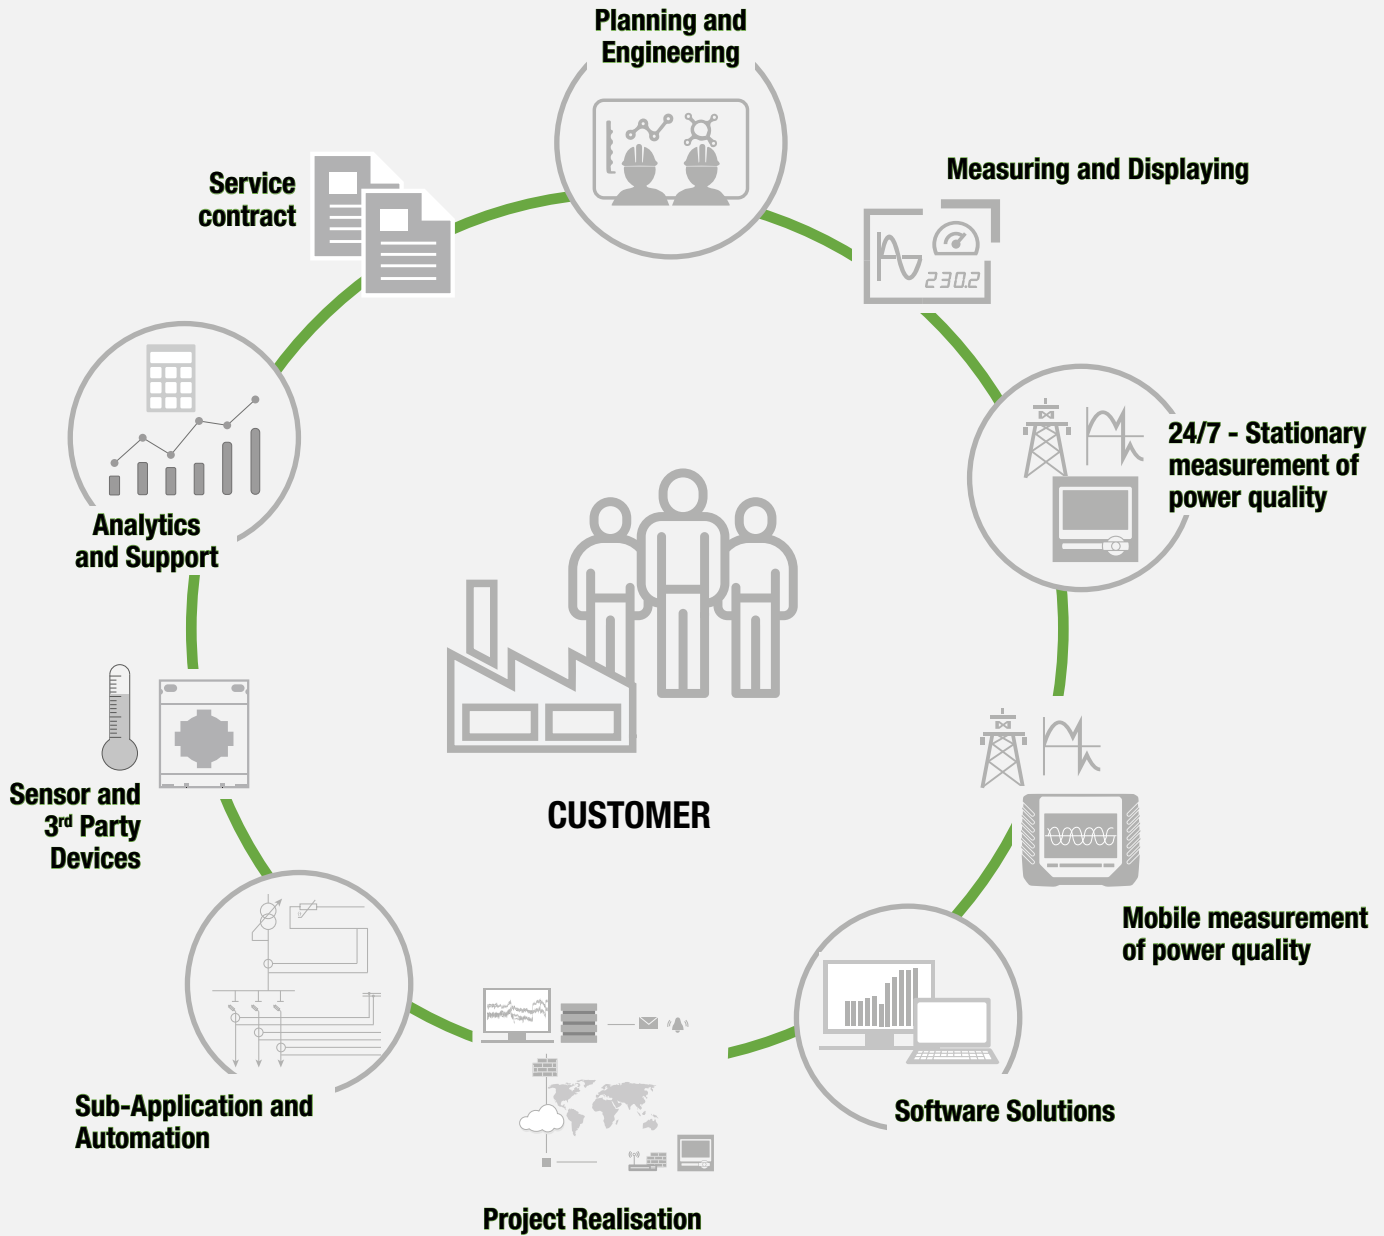 Planning and
Engineering
Measuring and Displaying
Service
contract
230.2
24/7 - Stationary
measurement of
power quality
Analytics
and Support
Sensor and
3rd Party
Devices
CUSTOMER
Mobile measurement
of power quality
Sub-Application and
Automation
Software Solutions
Project Realisation